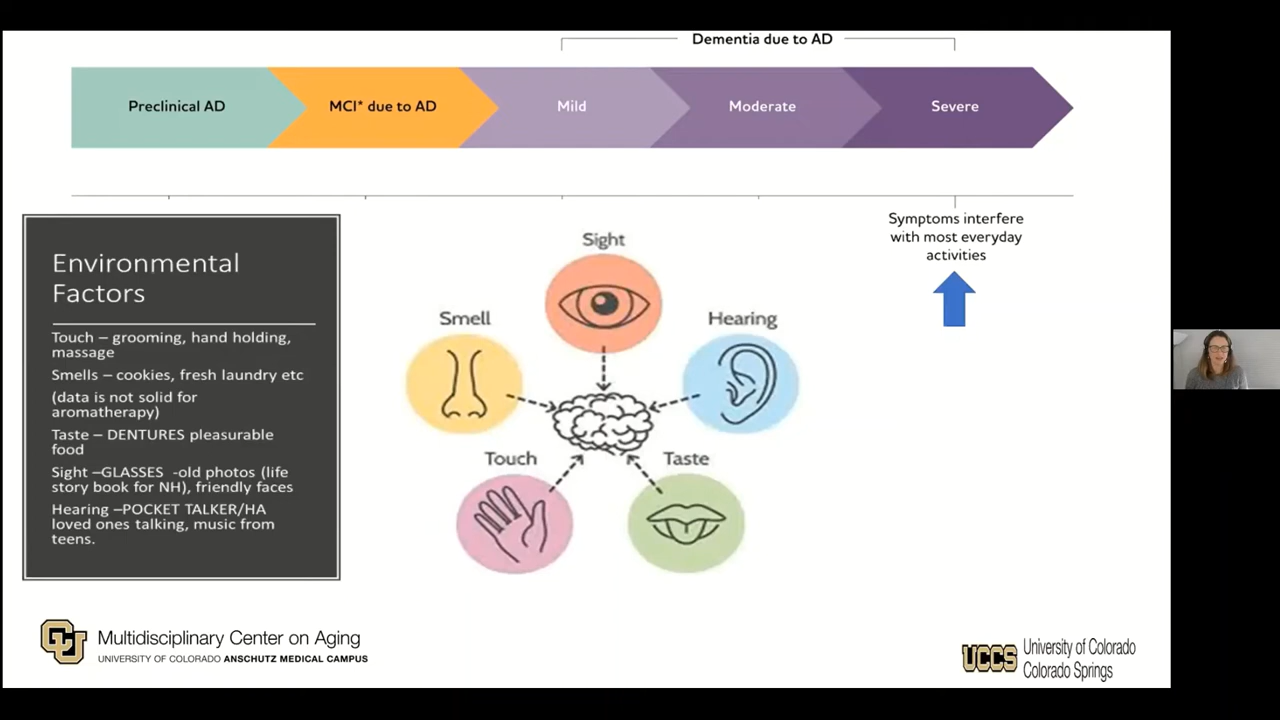 Dementia due to AD
Preclinical AD
MCI* due to AD
Mild
Moderate
Severe
Symptoms interfere
with most everyday
activities
Environmental
Factors
Touch – grooming, hand holding,
massage
Smells – cookies, fresh laundry etc
(data is not solid for
aromatherapy)
Taste – DENTURES pleasurable
food
Sight –GLASSES -old photos (life
story book for NH), friendly faces
Hearing –POCKET TALKER/HA
loved ones talking, music from
teens.
Sight
Smell
Hearing
Touch
Taste
CU
Multidisciplinary Center on Aging
UNIVERSITY OF COLORADO ANSCHUTZ MEDICAL CAMPUS
UCCS
University of Colorado
Colorado Springs